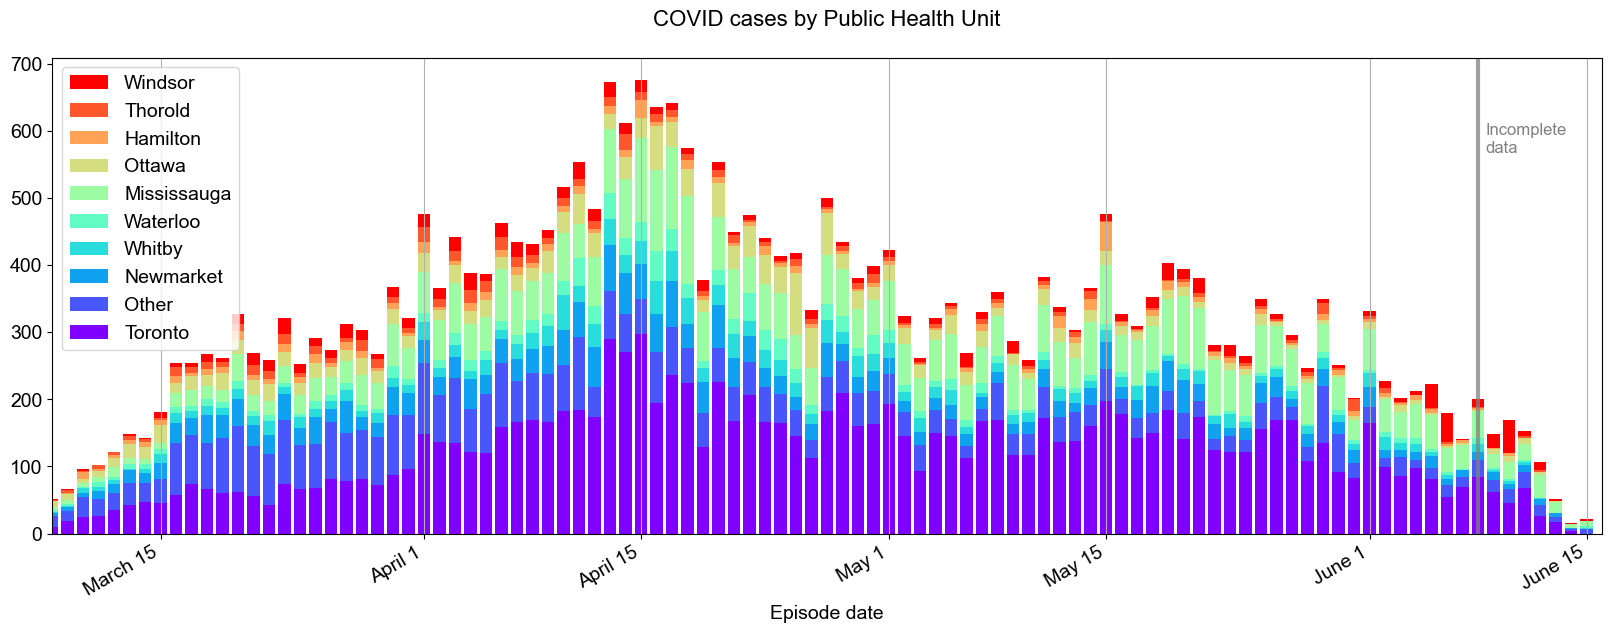 COVID cases by Public Health Unit
700
600
500
400
300
200
100
0
Windsor
Thorold
Hamilton
Ottawa
Mississauga
Waterloo
Whitby
Newmarket
Other
Toronto
Incomplete
data
March 15
April 1
April 15
May 1
May 15
June 1
June 15
Episode date